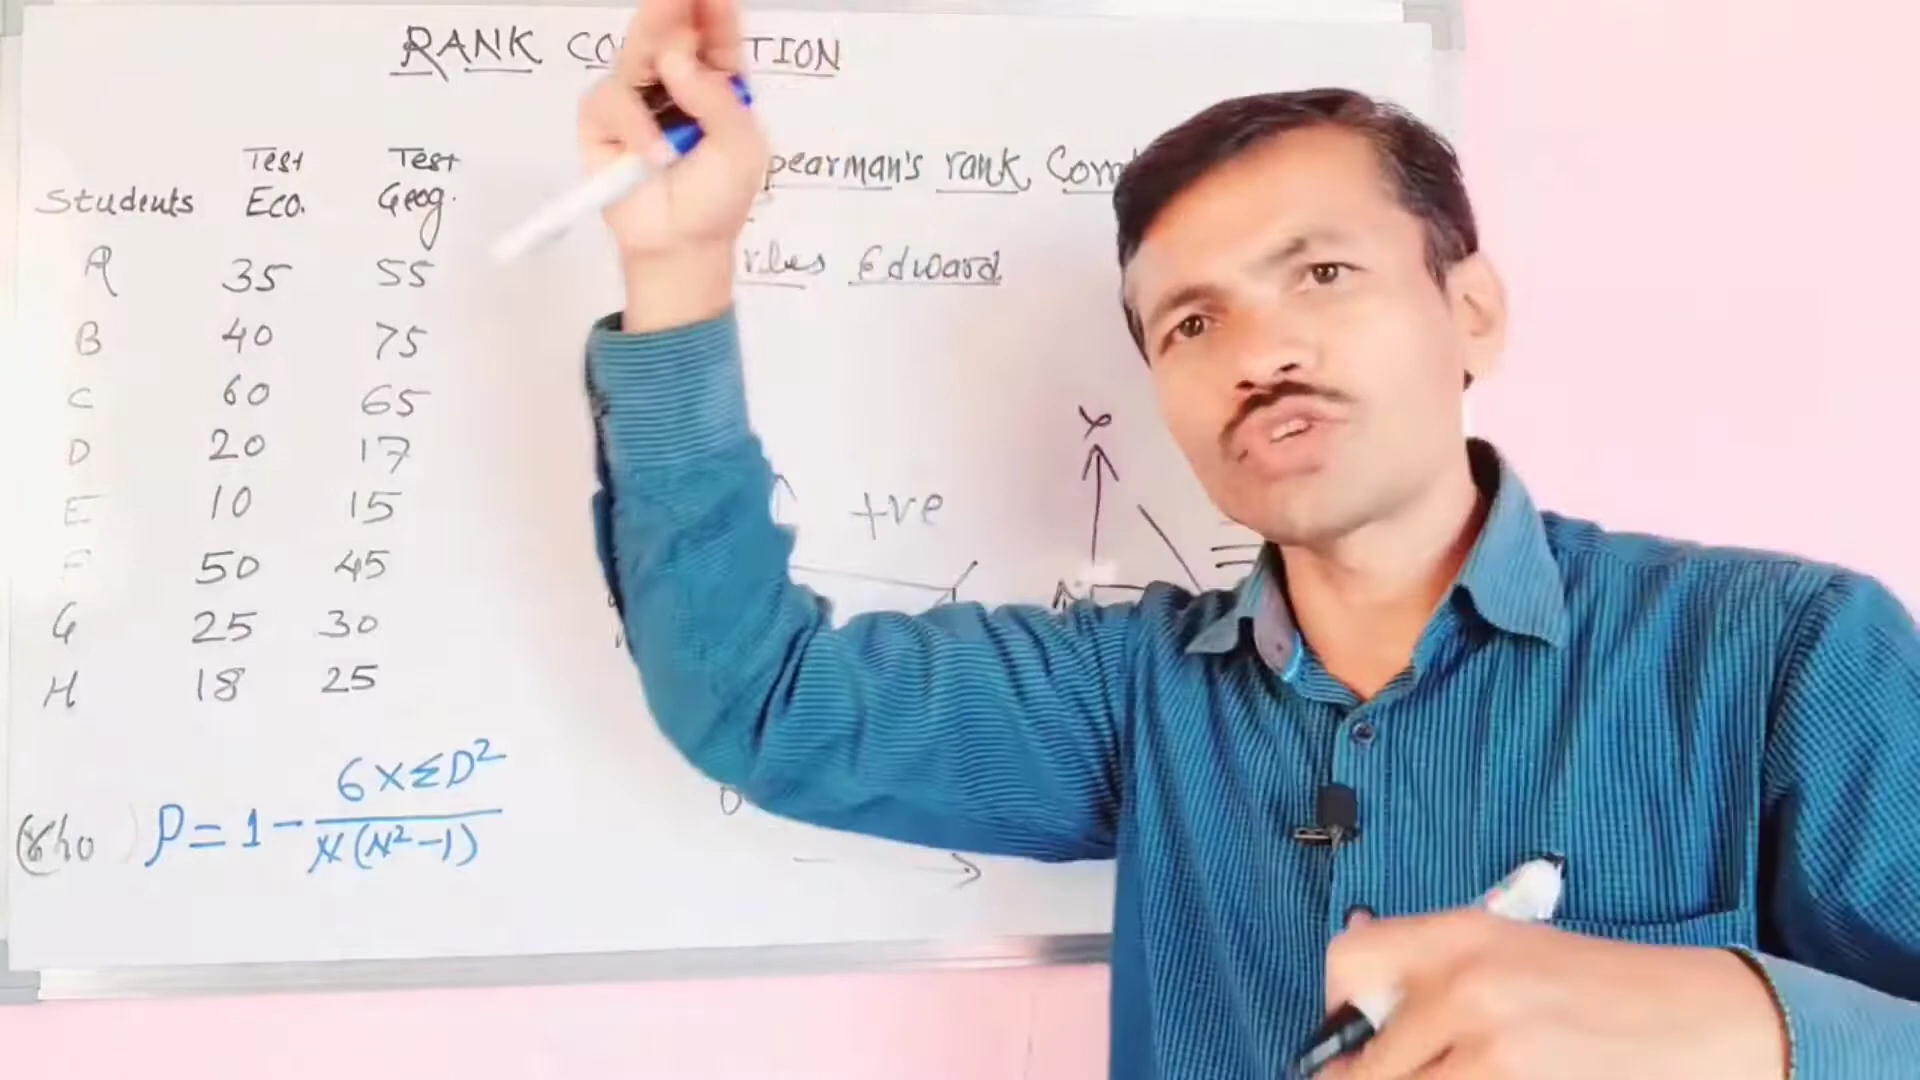 RANK
Test Test
Students Eco. Geog.
A 35 55
B 40 75
C 60 65
D 20 17
E 10 15
F 50 45
G 25 30
H 18 25
(rho) ρ = 1 - 6×ΣD² / N(N²-1)
pearman's rank
Edward
+ve